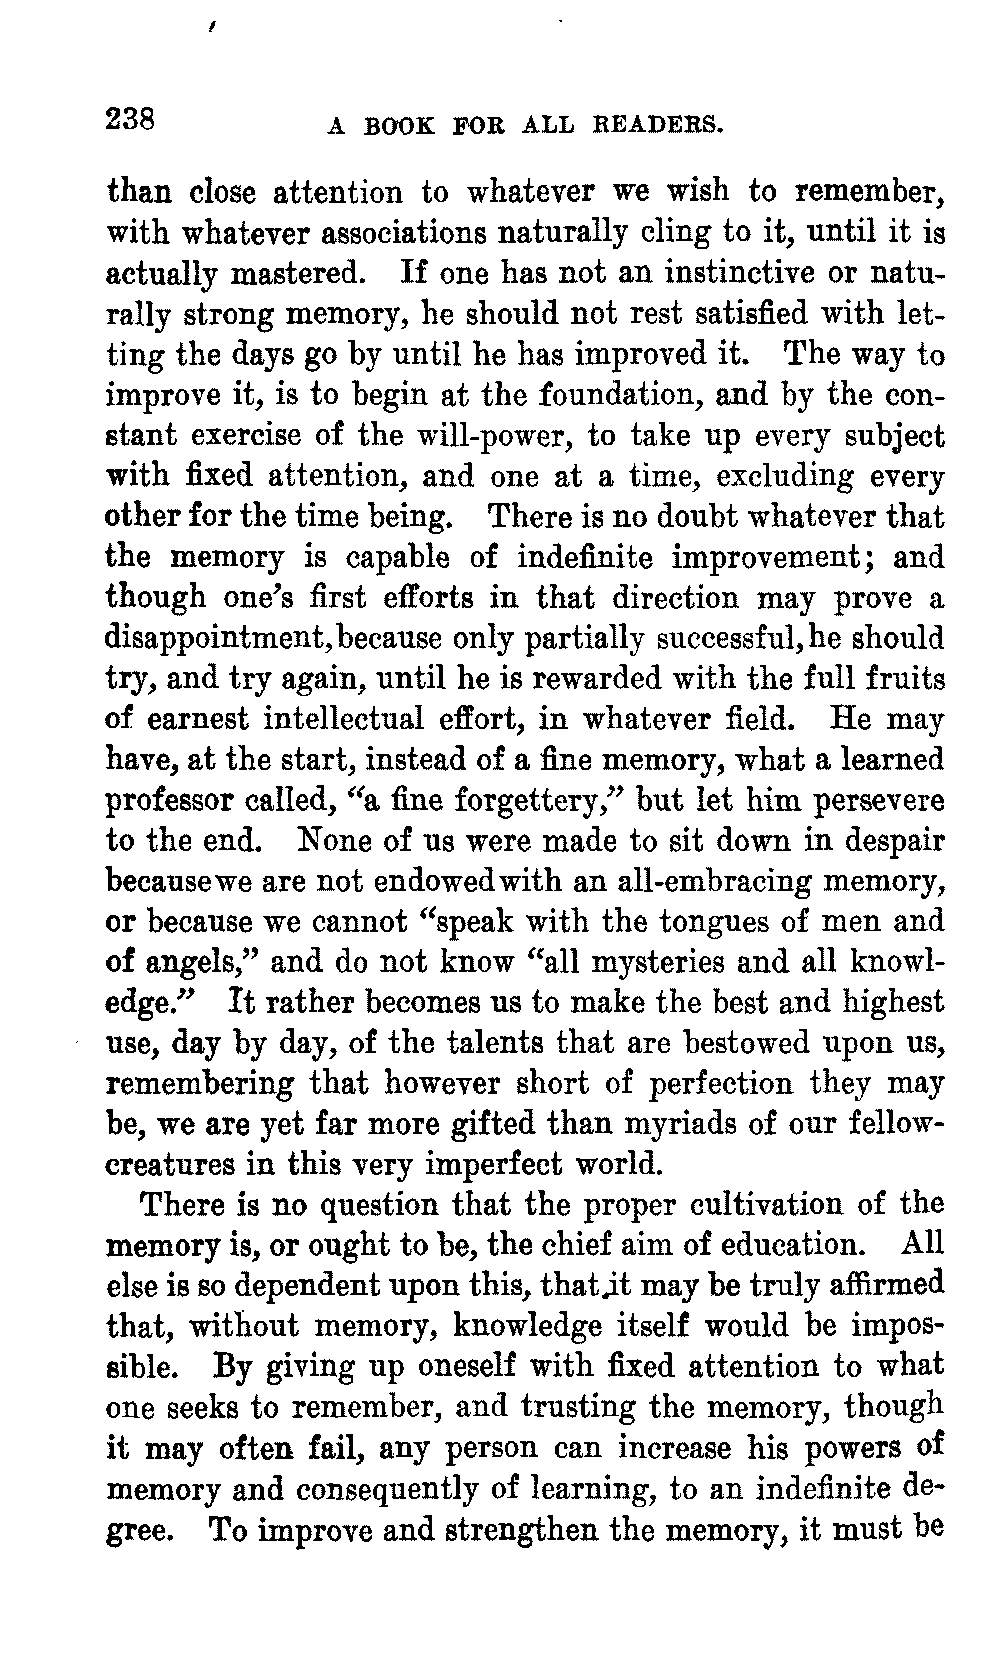 238
A BOOK FOR ALL READERS.
than close attention to whatever we wish to remember,
with whatever associations naturally cling to it, until it is
actually mastered. If one has not an instinctive or natu-
rally strong memory, he should not rest satisfied with let-
ting the days go by until he has improved it. The way to
improve it, is to begin at the foundation, and by the con-
stant exercise of the will-power, to take up every subject
with fixed attention, and one at a time, excluding every
other for the time being. There is no doubt whatever that
the memory is capable of indefinite improvement; and
though one's first efforts in that direction may prove a
disappointment, because only partially successful, he should
try, and try again, until he is rewarded with the full fruits
of earnest intellectual effort, in whatever field. He may
have, at the start, instead of a fine memory, what a learned
professor called, “a fine forgettery,” but let him persevere
to the end. None of us were made to sit down in despair
because we are not endowed with an all-embracing memory,
or because we cannot “speak with the tongues of men and
of angels,” and do not know “all mysteries and all knowl-
edge.” It rather becomes us to make the best and highest
use, day by day, of the talents that are bestowed upon us,
remembering that however short of perfection they may
be, we are yet far more gifted than myriads of our fellow-
creatures in this very imperfect world.
There is no question that the proper cultivation of the
memory is, or ought to be, the chief aim of education. All
else is so dependent upon this, that it may be truly affirmed
that, without memory, knowledge itself would be impos-
sible. By giving up oneself with fixed attention to what
one seeks to remember, and trusting the memory, though
it may often fail, any person can increase his powers of
memory and consequently of learning, to an indefinite de-
gree. To improve and strengthen the memory, it must be